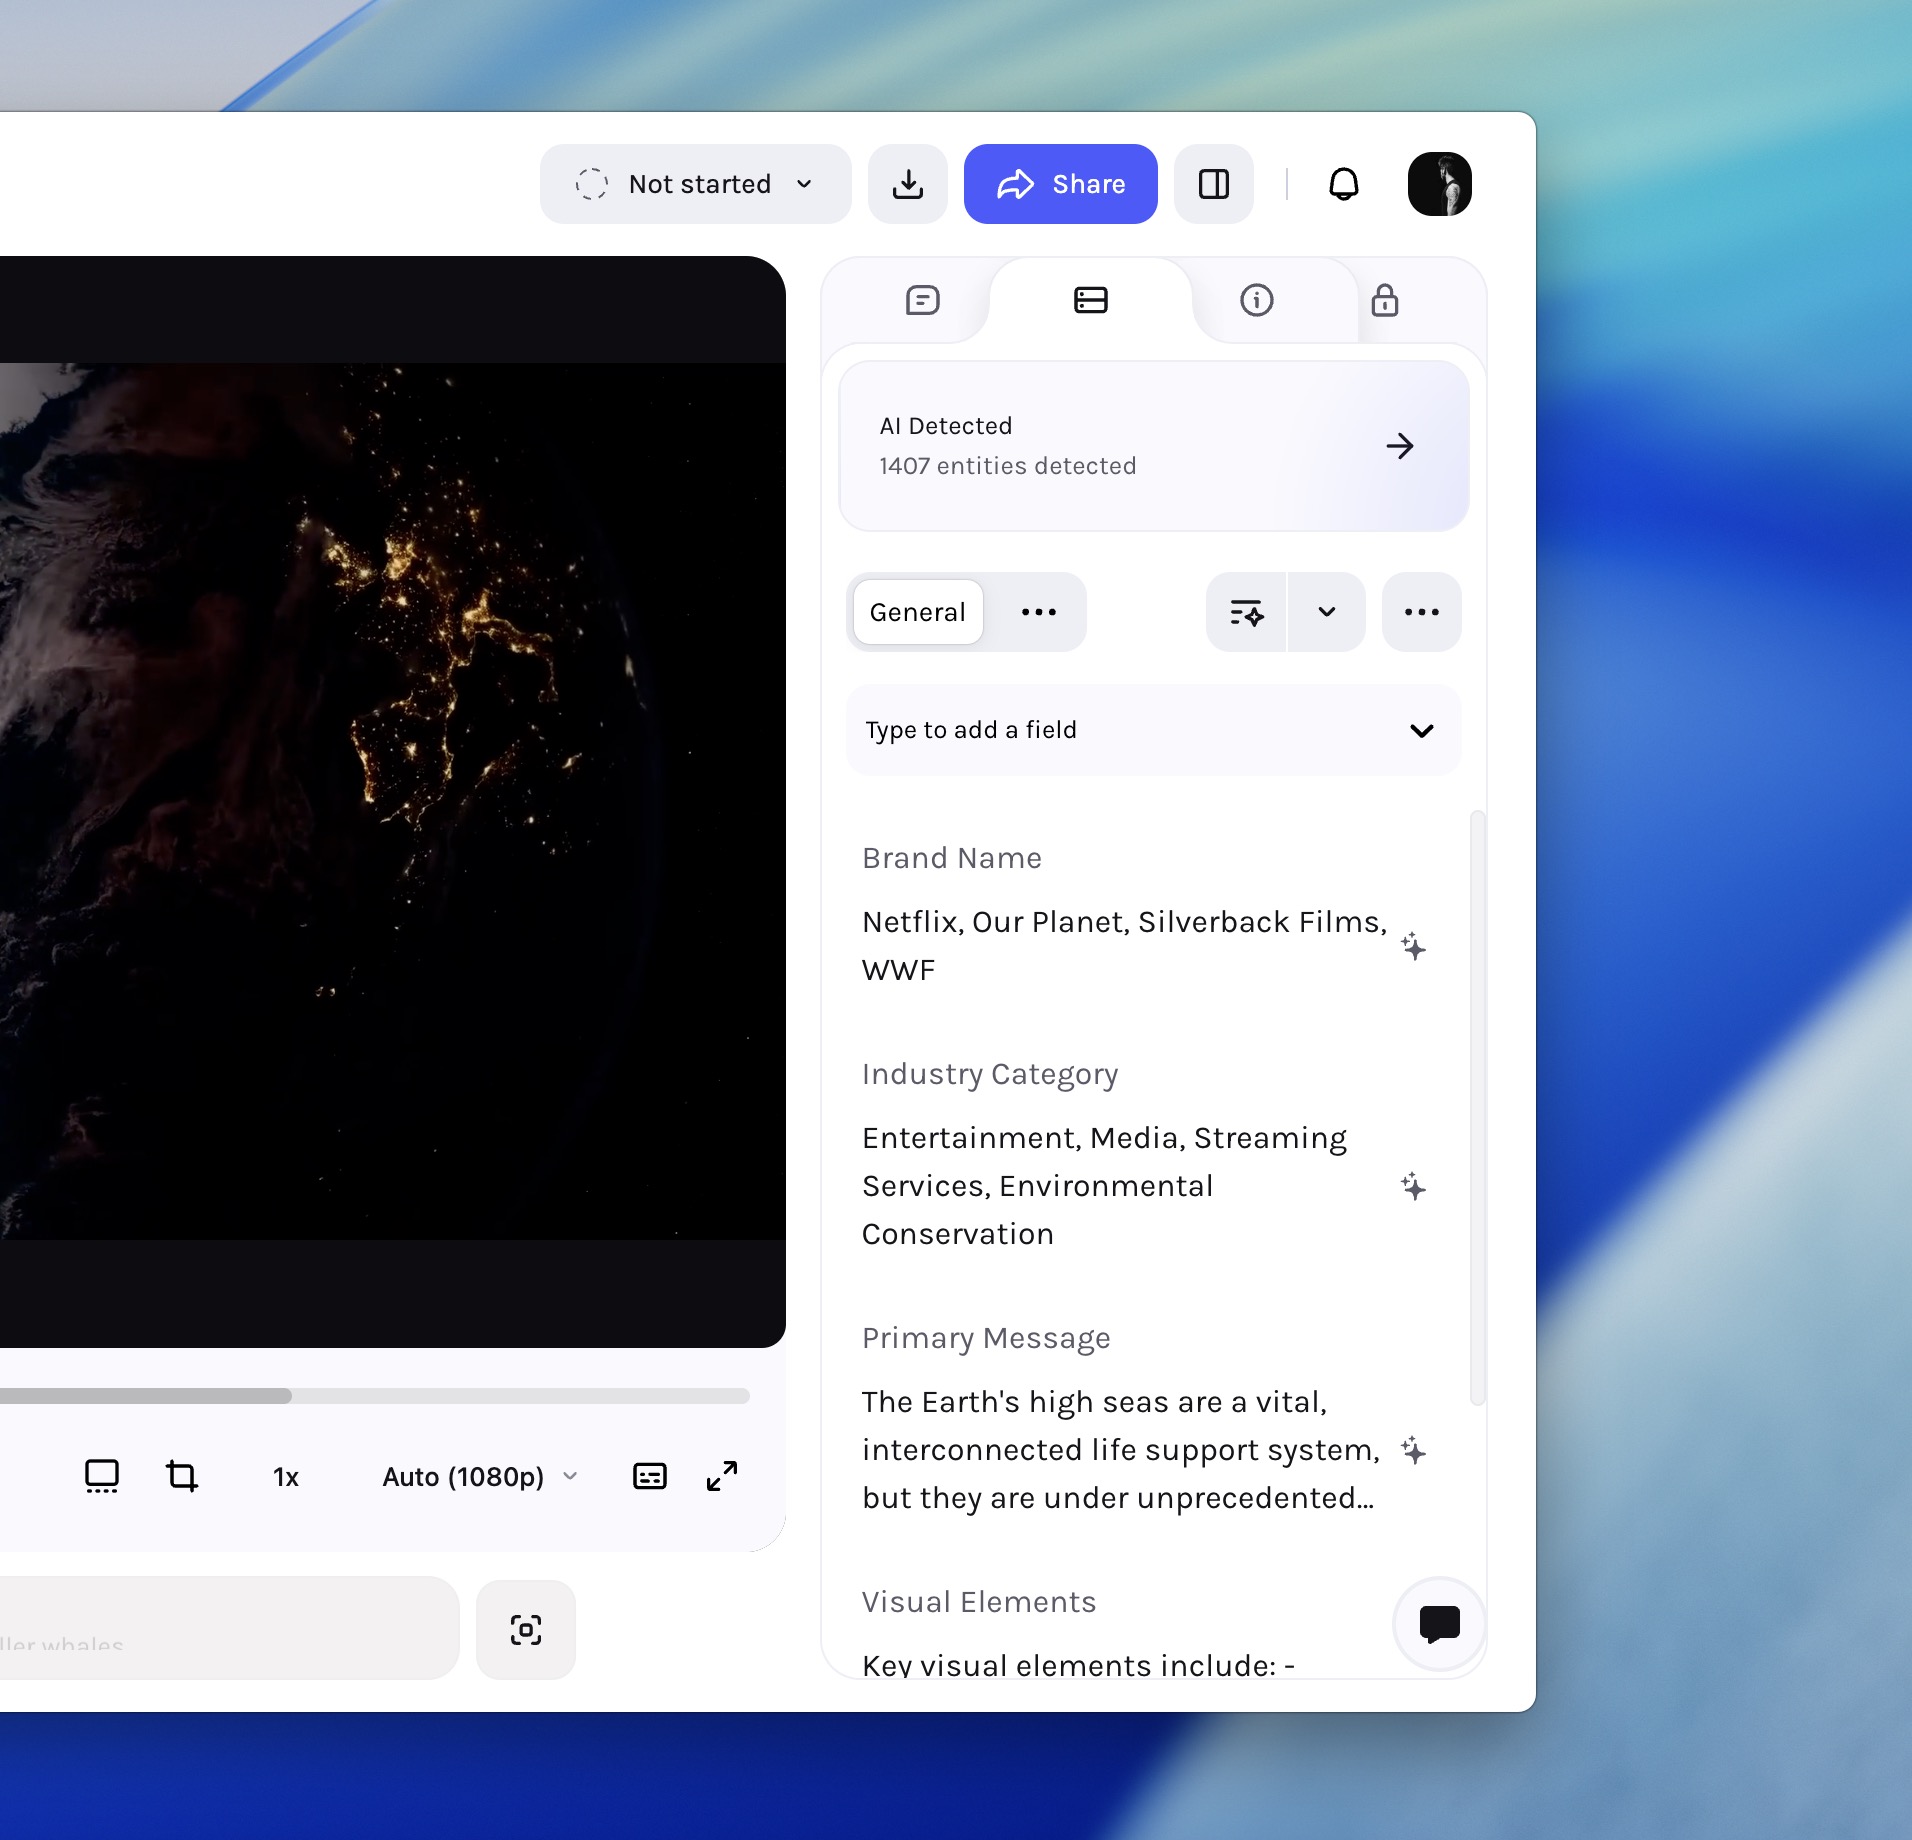 Not started
Share
AI Detected
1407 entities detected
General
Type to add a field
Brand Name
Netflix, Our Planet, Silverback Films,
WWF
Industry Category
Entertainment, Media, Streaming
Services, Environmental
Conservation
Primary Message
The Earth's high seas are a vital,
interconnected life support system,
but they are under unprecedented...
Visual Elements
Key visual elements include: -
1x
Auto (1080p)
whales